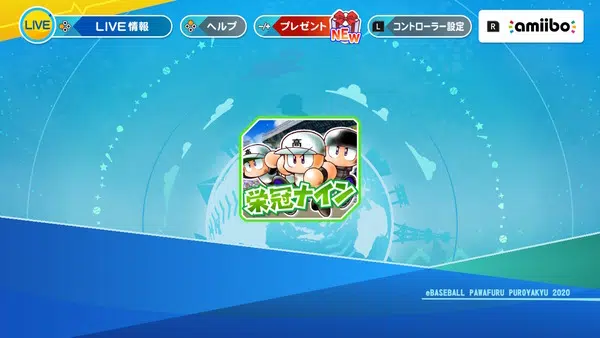 LIVE
LIVE情報
ヘルプ
-/+ プレゼント
NEW
L コントローラー設定
R amiibo
高
栄冠ナイン
eBASEBALL PAWAFURU PUROYAKYU 2020